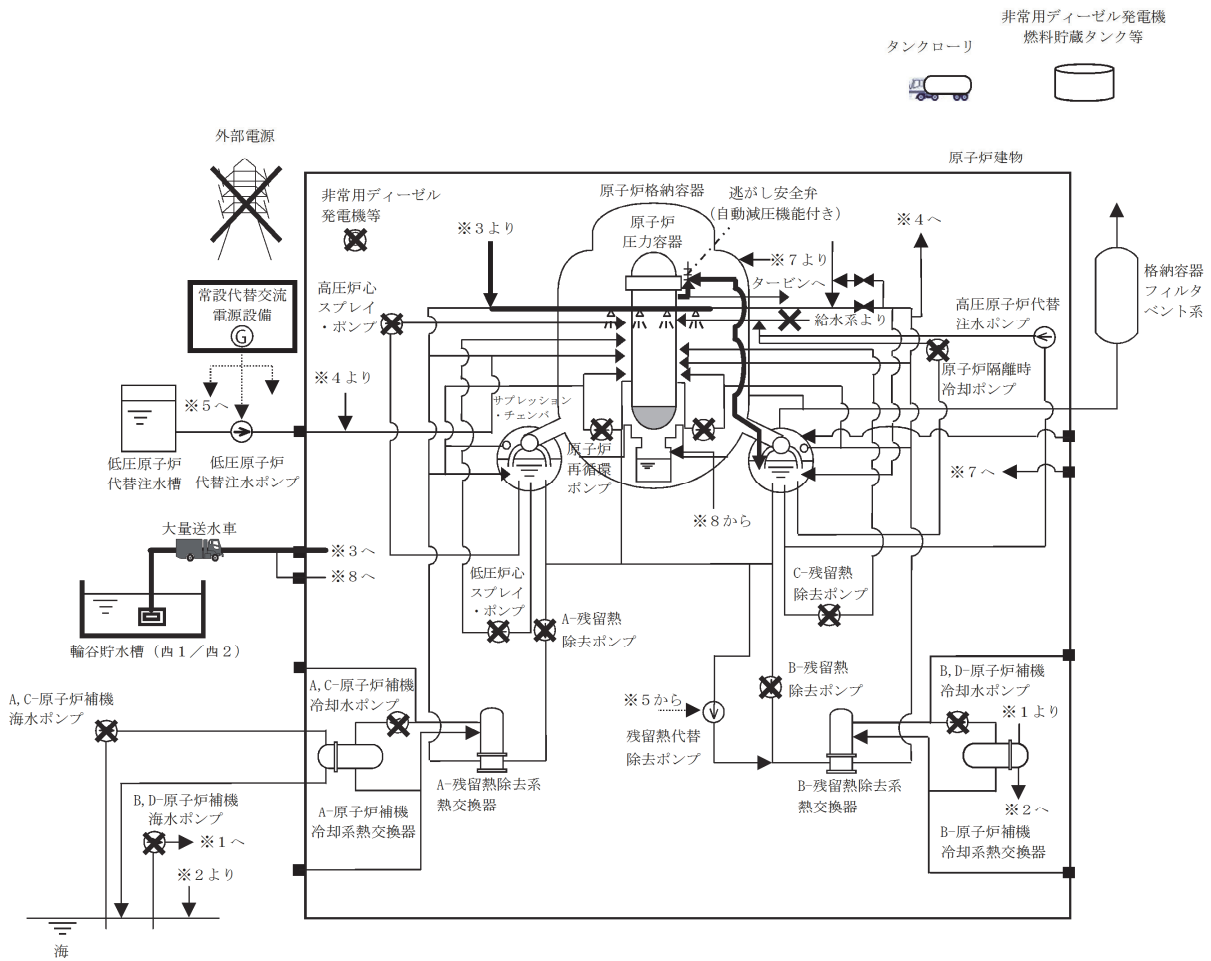 非常用ディーゼル発電機
燃料貯蔵タンク等
タンクローリ
外部電源
原子炉建物
非常用ディーゼル
発電機等
原子炉格納容器
逃がし安全弁
(自動減圧機能付き)
原子炉
圧力容器
※3より
※4へ
※7より
タービンへ
常設代替交流
電源設備
G
高圧炉心
スプレイ
・ポンプ
給水系より
高圧原子炉代替
注水ポンプ
格納容器
フィルタ
ベント系
原子炉隔離時
冷却ポンプ
※4より
※5へ
サプレッション
・チェンバ
低圧原子炉
代替注水槽
低圧原子炉
代替注水ポンプ
原子炉
再循環
ポンプ
※7へ
※8から
大量送水車
※3へ
※8へ
低圧炉心
スプレイ
・ポンプ
C-残留熱
除去ポンプ
A-残留熱
除去ポンプ
輪谷貯水槽(西1/西2)
A,C-原子炉補機
海水ポンプ
A,C-原子炉補機
冷却水ポンプ
※5から
B-残留熱
除去ポンプ
B,D-原子炉補機
冷却水ポンプ
※1より
残留熱代替
除去ポンプ
A-残留熱除去系
熱交換器
B-残留熱除去系
熱交換器
B,D-原子炉補機
海水ポンプ
※1へ
A-原子炉補機
冷却系熱交換器
※2へ
B-原子炉補機
冷却系熱交換器
※2より
海